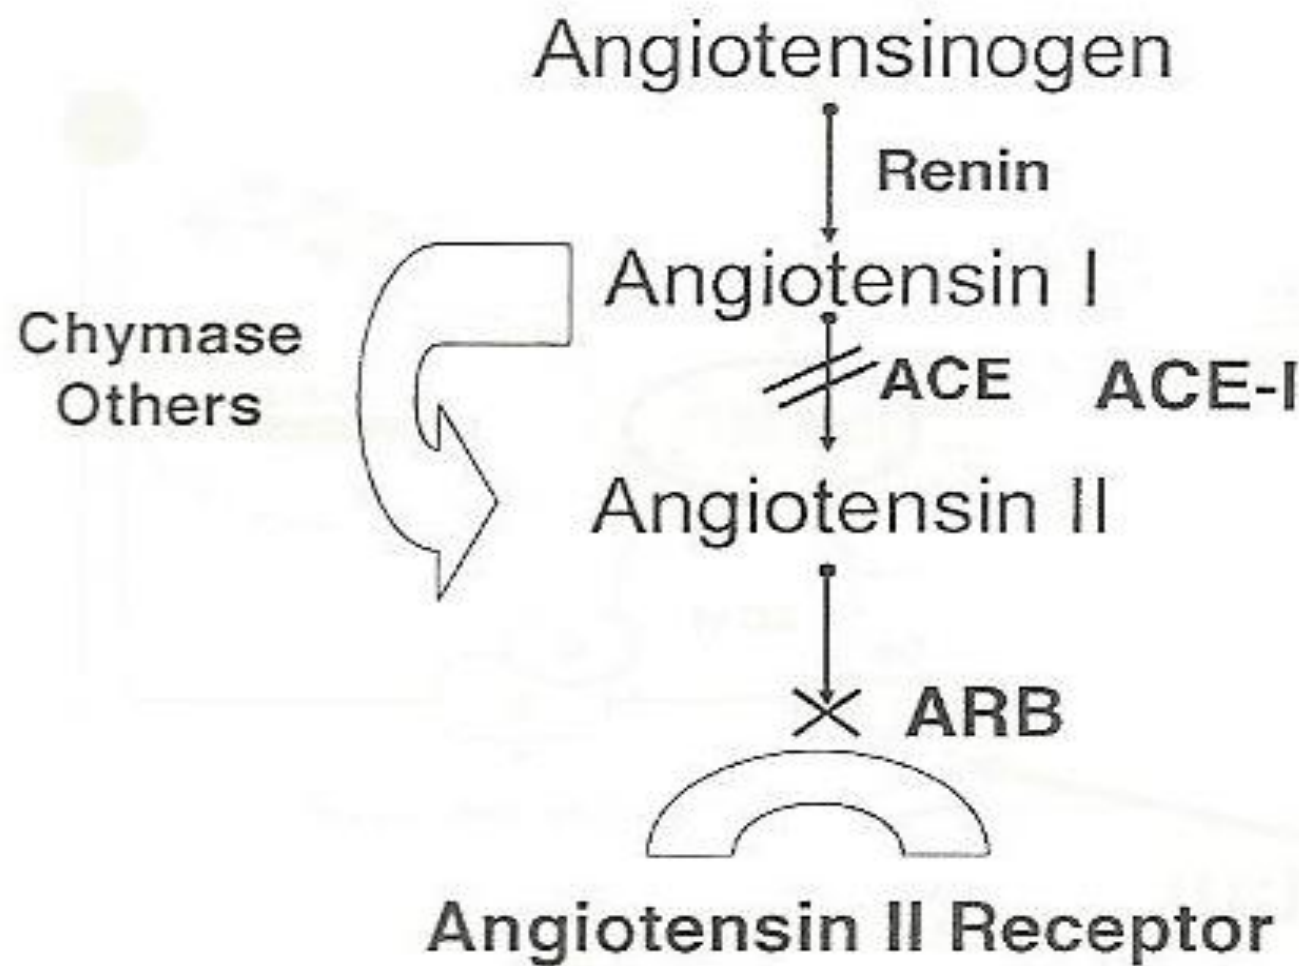 Angiotensinogen
Renin
Angiotensin I
Chymase
Others
ACE
ACE-I
Angiotensin II
ARB
Angiotensin II Receptor